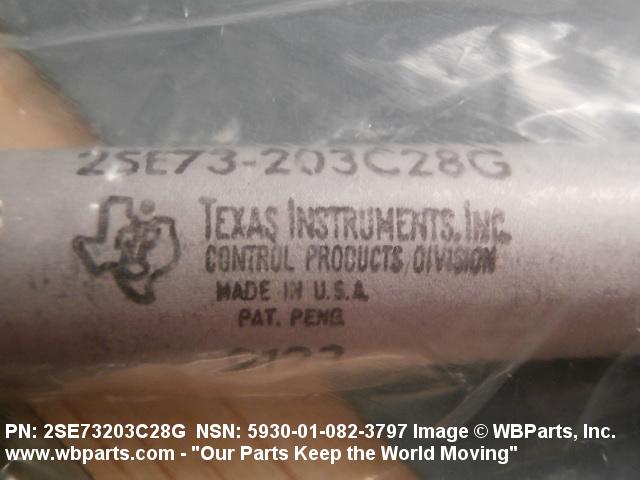 2SE73-203C28G
TEXAS INSTRUMENTS, INC.
CONTROL PRODUCTS DIVISION
MADE IN U.S.A.
PAT. PEND.
PN: 2SE73203C28G NSN: 5930-01-082-3797 Image © WBParts, Inc.
www.wbparts.com - "Our Parts Keep the World Moving"